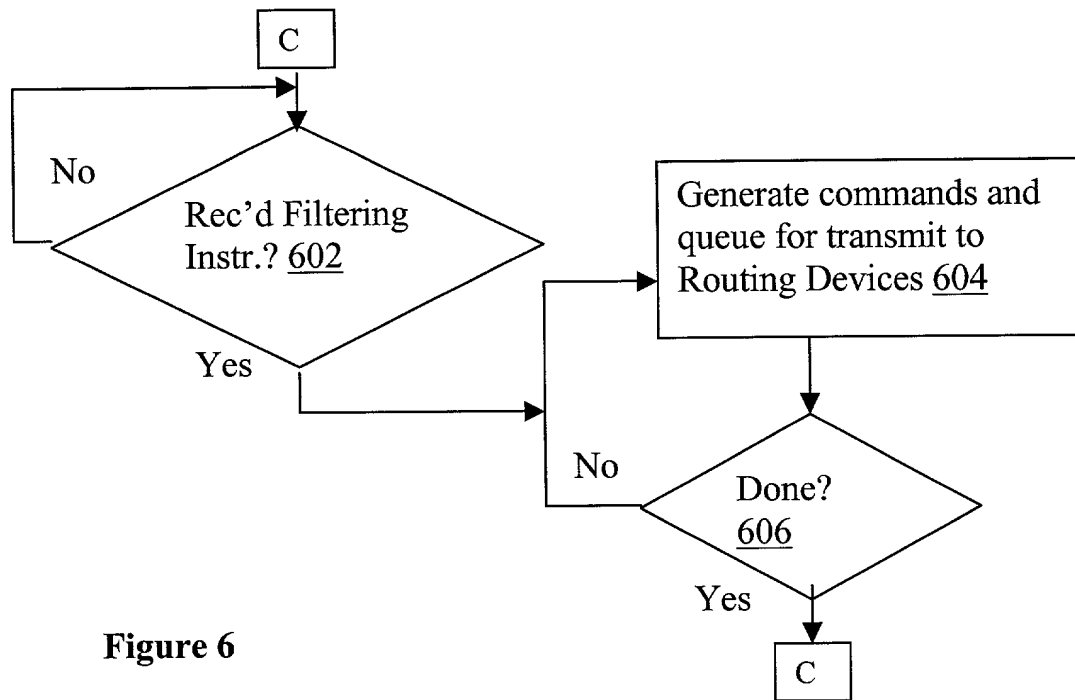 C
No
Rec’d Filtering
Instr.? 602
Yes
Generate commands and
queue for transmit to
Routing Devices 604
No
Done?
606
Yes
C
Figure 6